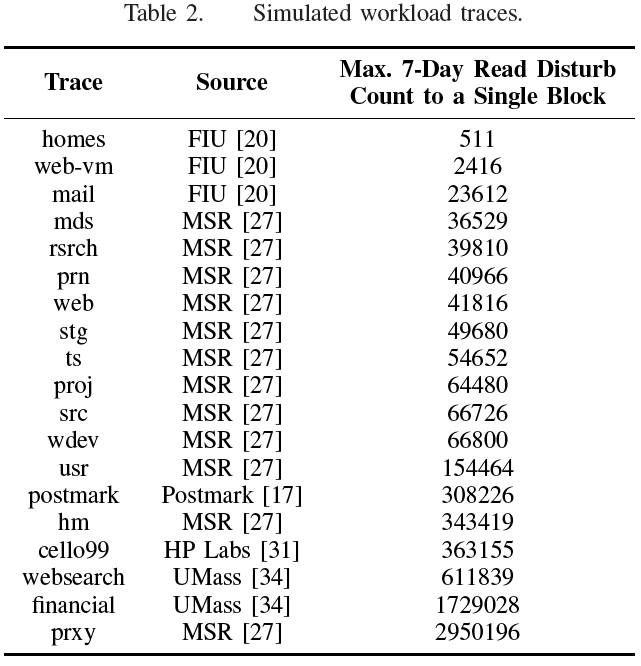 Table 2. Simulated workload traces.
Trace Source Max. 7-Day Read Disturb
Count to a Single Block
homes FIU [20] 511
web-vm FIU [20] 2416
mail FIU [20] 23612
mds MSR [27] 36529
rsrch MSR [27] 39810
prn MSR [27] 40966
web MSR [27] 41816
stg MSR [27] 49680
ts MSR [27] 54652
proj MSR [27] 64480
src MSR [27] 66726
wdev MSR [27] 66800
usr MSR [27] 154464
postmark Postmark [17] 308226
hm MSR [27] 343419
cello99 HP Labs [31] 363155
websearch UMass [34] 611839
financial UMass [34] 1729028
prxy MSR [27] 2950196